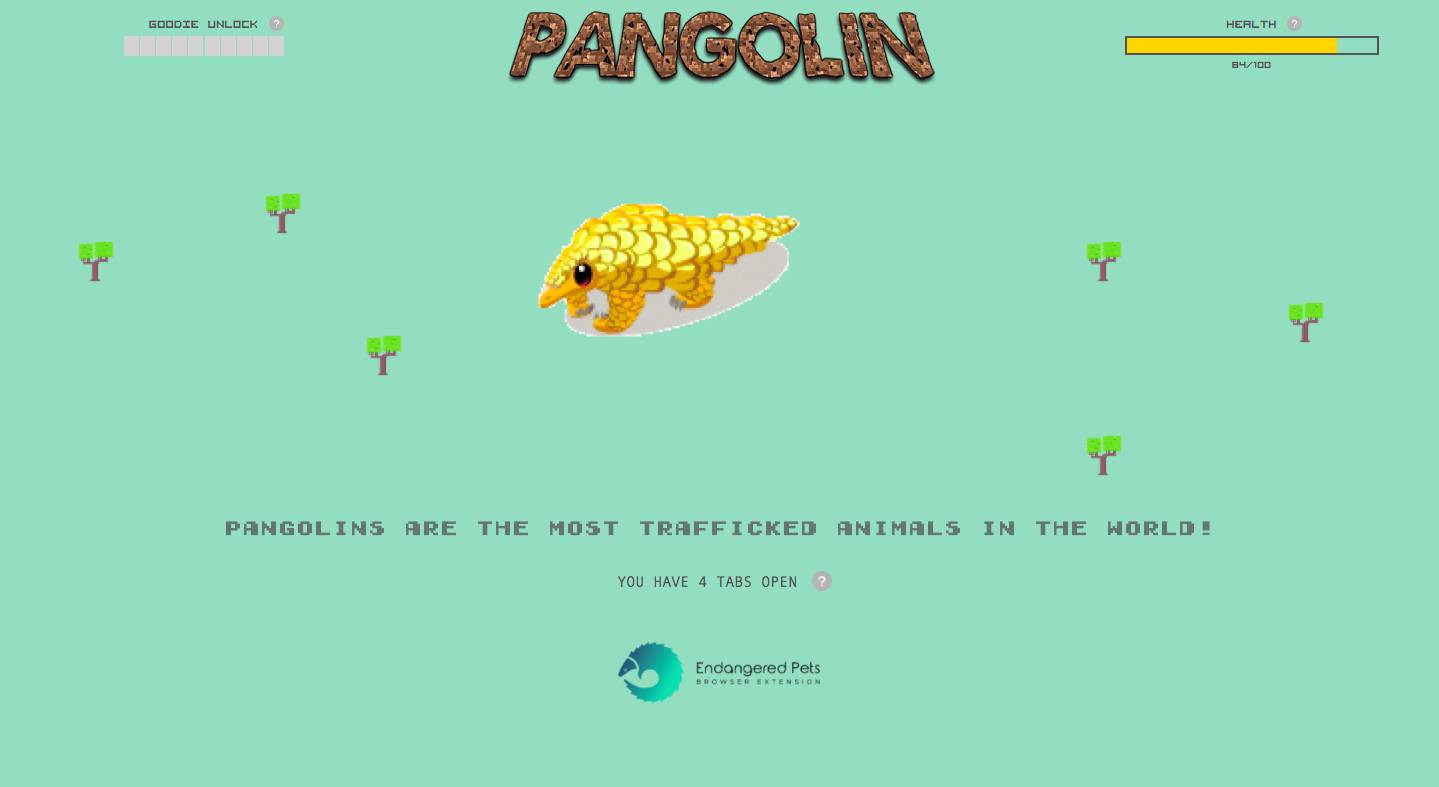 GOODIE UNLOCK ?
PANGOLIN
HEALTH ?
84/100
PANGOLINS ARE THE MOST TRAFFICKED ANIMALS IN THE WORLD!
YOU HAVE 4 TABS OPEN ?
Endangered Pets
BROWSER EXTENSION